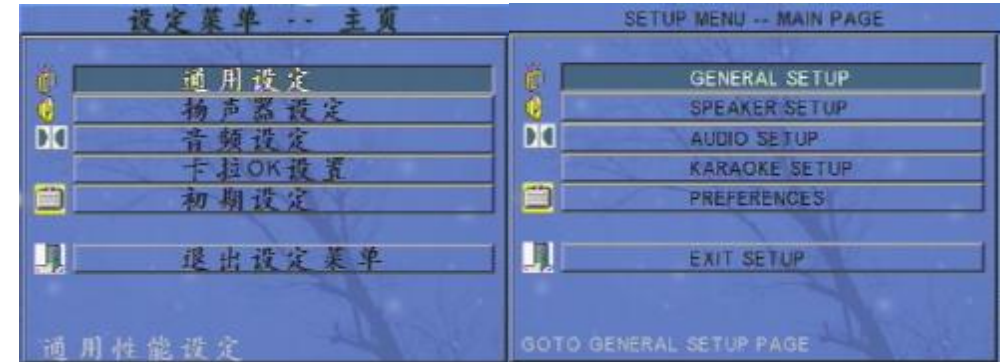 设定菜单 -- 主页
通用设定
扬声器设定
音频设定
卡拉OK设置
初期设定
退出设定菜单
通用性能设定
SETUP MENU -- MAIN PAGE
GENERAL SETUP
SPEAKER SETUP
AUDIO SETUP
KARAOKE SETUP
PREFERENCES
EXIT SETUP
GOTO GENERAL SETUP PAGE